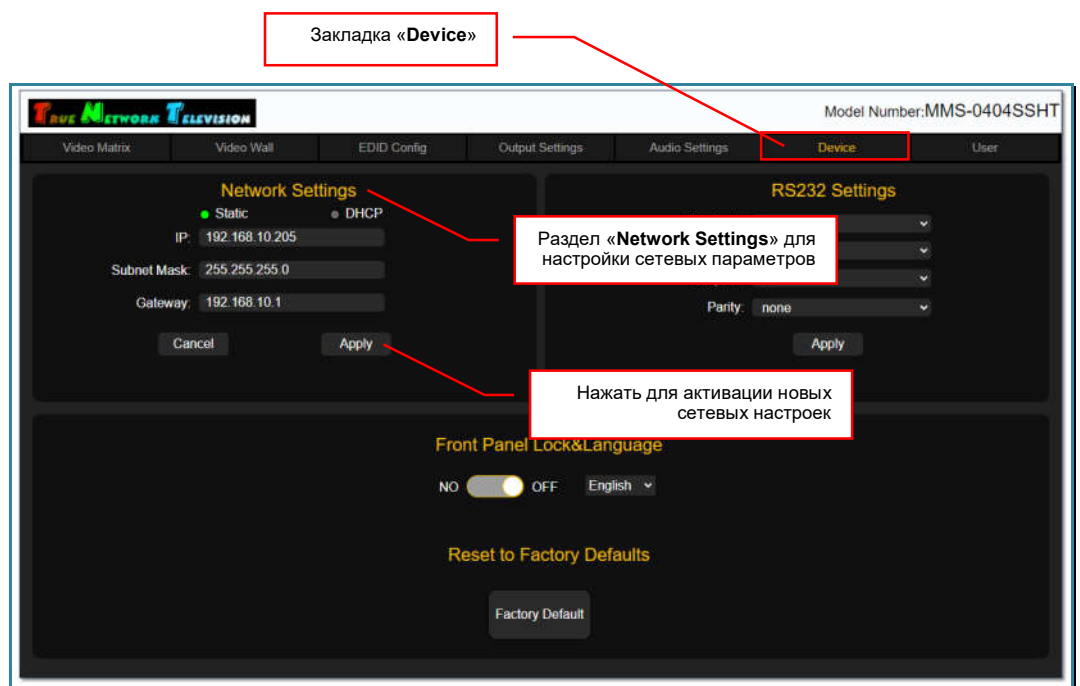 Закладка «Device»
TRUE NETWORK TELEVISION
Model Number:MMS-0404SSHT
Video Matrix Video Wall EDID Config Output Settings Audio Settings Device User
Network Settings
Static DHCP
IP: 192.168.10.205
Subnet Mask: 255.255.255.0
Gateway: 192.168.10.1
Cancel Apply
RS232 Settings
Раздел «Network Settings» для
настройки сетевых параметров
Parity: none
Apply
Нажать для активации новых
сетевых настроек
Front Panel Lock&Language
NO OFF English
Reset to Factory Defaults
Factory Default